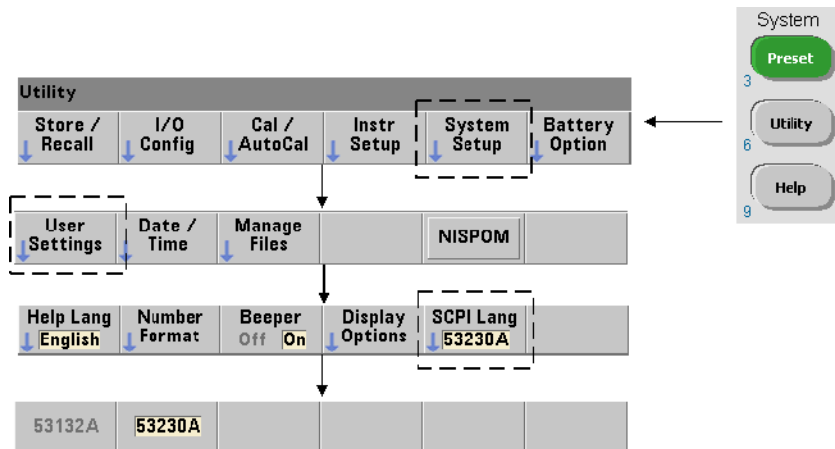 System
Preset
3
Utility
6
Help
9
Utility
Store / Recall
I/O Config
Cal / AutoCal
Instr Setup
System Setup
Battery Option
User Settings
Date / Time
Manage Files
NISPOM
Help Lang English
Number Format
Beeper Off On
Display Options
SCPI Lang 53230A
53132A
53230A